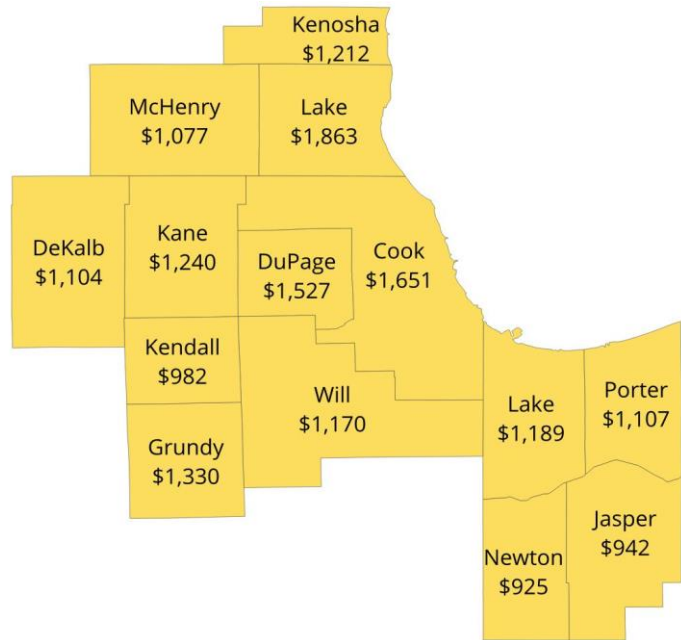 Kenosha
$1,212
McHenry
$1,077
Lake
$1,863
DeKalb
$1,104
Kane
$1,240
DuPage
$1,527
Cook
$1,651
Kendall
$982
Will
$1,170
Lake
$1,189
Porter
$1,107
Grundy
$1,330
Newton
$925
Jasper
$942